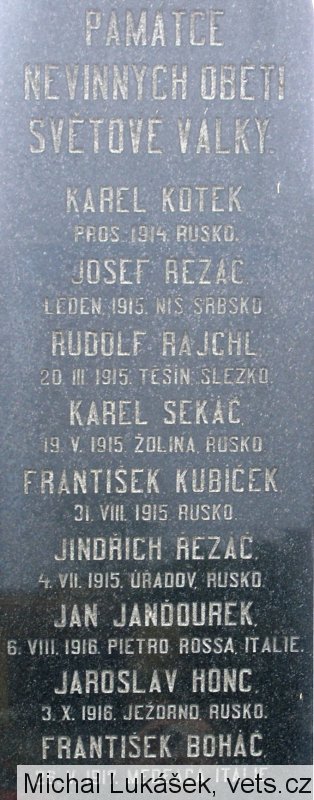 PAMÁTCE
NEVINNÝCH OBĚTÍ
SVĚTOVÉ VÁLKY.
KAREL KOTEK
PROS. 1914. RUSKO.
JOSEF ŘEZÁČ,
LEDEN, 1915. NIŠ, SRBSKO.
RUDOLF RAJCHL,
20. III. 1915. TĚŠÍN, SLEZKO.
KAREL SEKÁČ,
19. V. 1915. ŽOLINA, RUSKO
FRANTIŠEK KUBÍČEK,
31. VIII. 1915. RUSKO.
JINDŘICH ŘEZÁČ,
4. VII. 1915. ÚRADOV, RUSKO.
JAN JANĎOUREK,
6. VIII. 1916. PIETRO, ROSSA, ITALIE.
JAROSLAV HONC,
3. X. 1916. JEŽORNO, RUSKO.
FRANTIŠEK BOHÁČ,
ITALIE.
Michal Lukášek, vets.cz